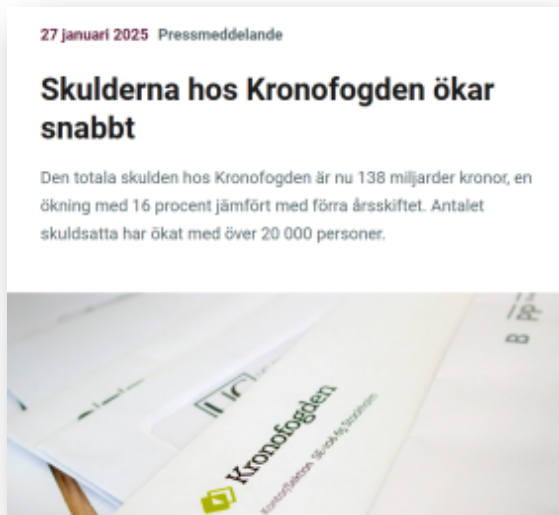 27 januari 2025 Pressmeddelande
Skulderna hos Kronofogden ökar
snabbt
Den totala skulden hos Kronofogden är nu 138 miljarder kronor, en
ökning med 16 procent jämfört med förra årsskiftet. Antalet
skuldsatta har ökat med över 20 000 personer.
B PP
Kronofogden